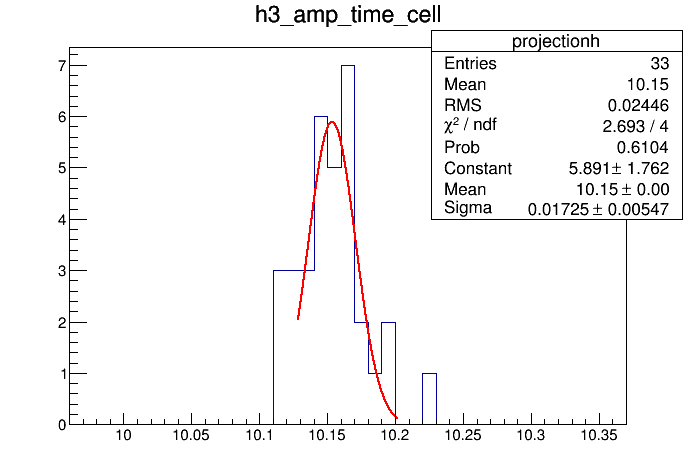 h3_amp_time_cell
projectionh
Entries 33
Mean 10.15
RMS 0.02446
χ² / ndf 2.693 / 4
Prob 0.6104
Constant 5.891± 1.762
Mean 10.15 ± 0.00
Sigma 0.01725 ± 0.00547
7
6
5
4
3
2
1
0
10 10.05 10.1 10.15 10.2 10.25 10.3 10.35